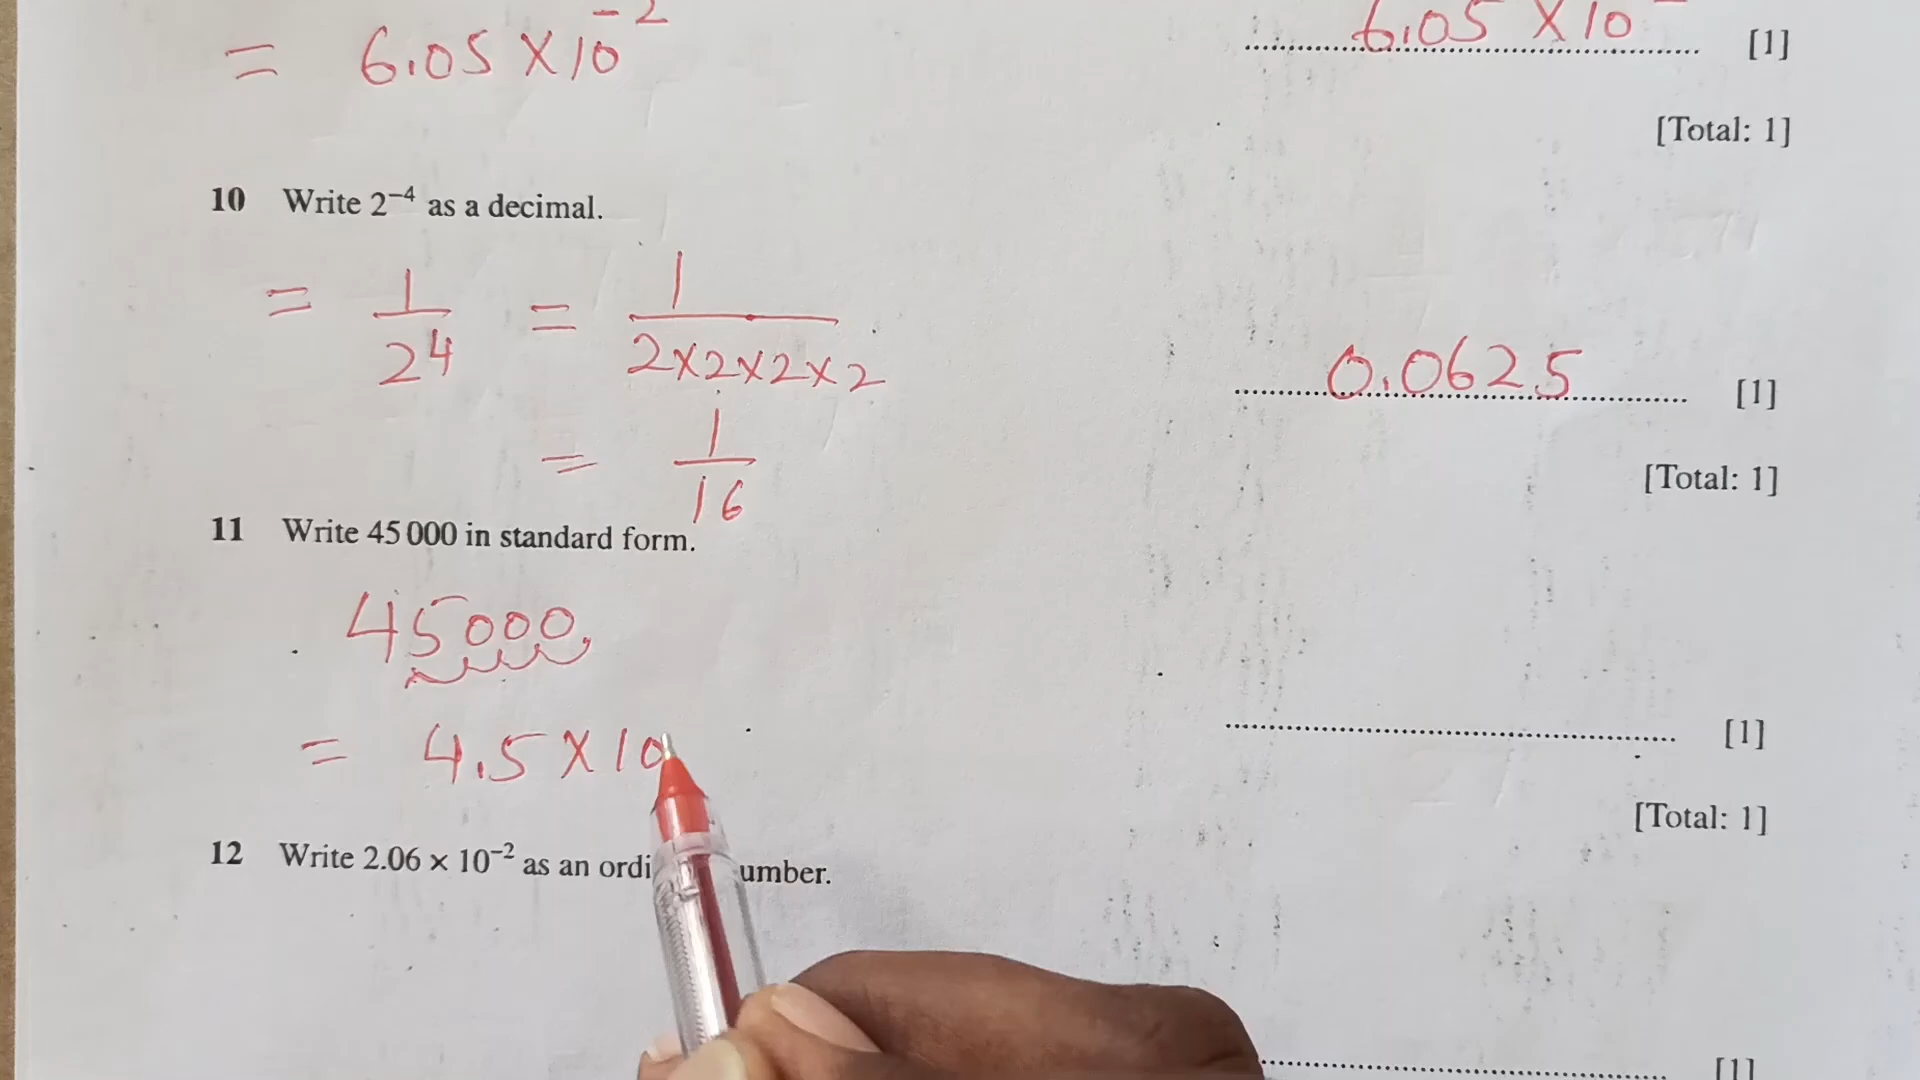 = 6.05 X 10⁻²
6.05 X 10 [1]
[Total: 1]
10 Write 2⁻⁴ as a decimal.
= 1/2⁴ = 1/2×2×2×2
0.0625 [1]
= 1/16
[Total: 1]
11 Write 45 000 in standard form.
45000.
= 4.5 X 10 [1]
[Total: 1]
12 Write 2.06 × 10⁻² as an ordi umber.
[1]